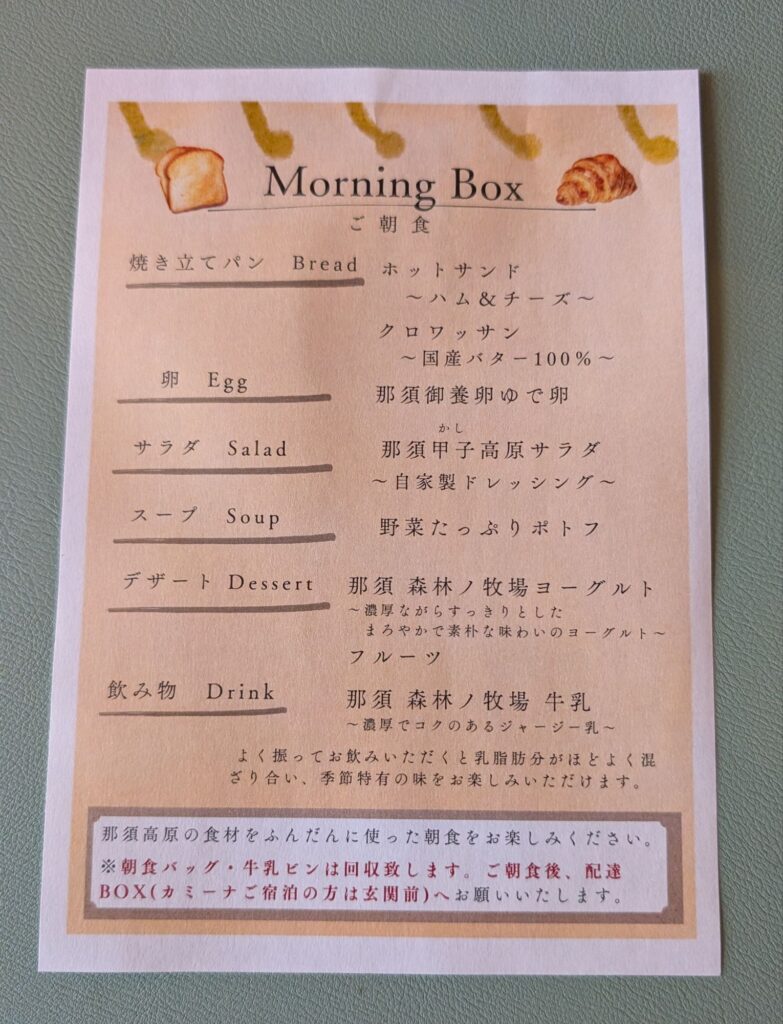 Morning Box
ご朝食
焼き立てパン Bread
ホットサンド
～ハム＆チーズ～
クロワッサン
～国産バター100％～
卵 Egg
那須御養卵ゆで卵
サラダ Salad
かし
那須甲子高原サラダ
～自家製ドレッシング～
スープ Soup
野菜たっぷりポトフ
デザート Dessert
那須 森林ノ牧場ヨーグルト
～濃厚ながらすっきりとした
まろやかで素朴な味わいのヨーグルト～
フルーツ
飲み物 Drink
那須 森林ノ牧場 牛乳
～濃厚でコクのあるジャージー乳～
よく振ってお飲みいただくと乳脂肪分がほどよく混
ざり合い、季節特有の味をお楽しみいただけます。
那須高原の食材をふんだんに使った朝食をお楽しみください。
※朝食バッグ・牛乳ビンは回収致します。ご朝食後、配達
BOX(カミーナご宿泊の方は玄関前)へお願いいたします。